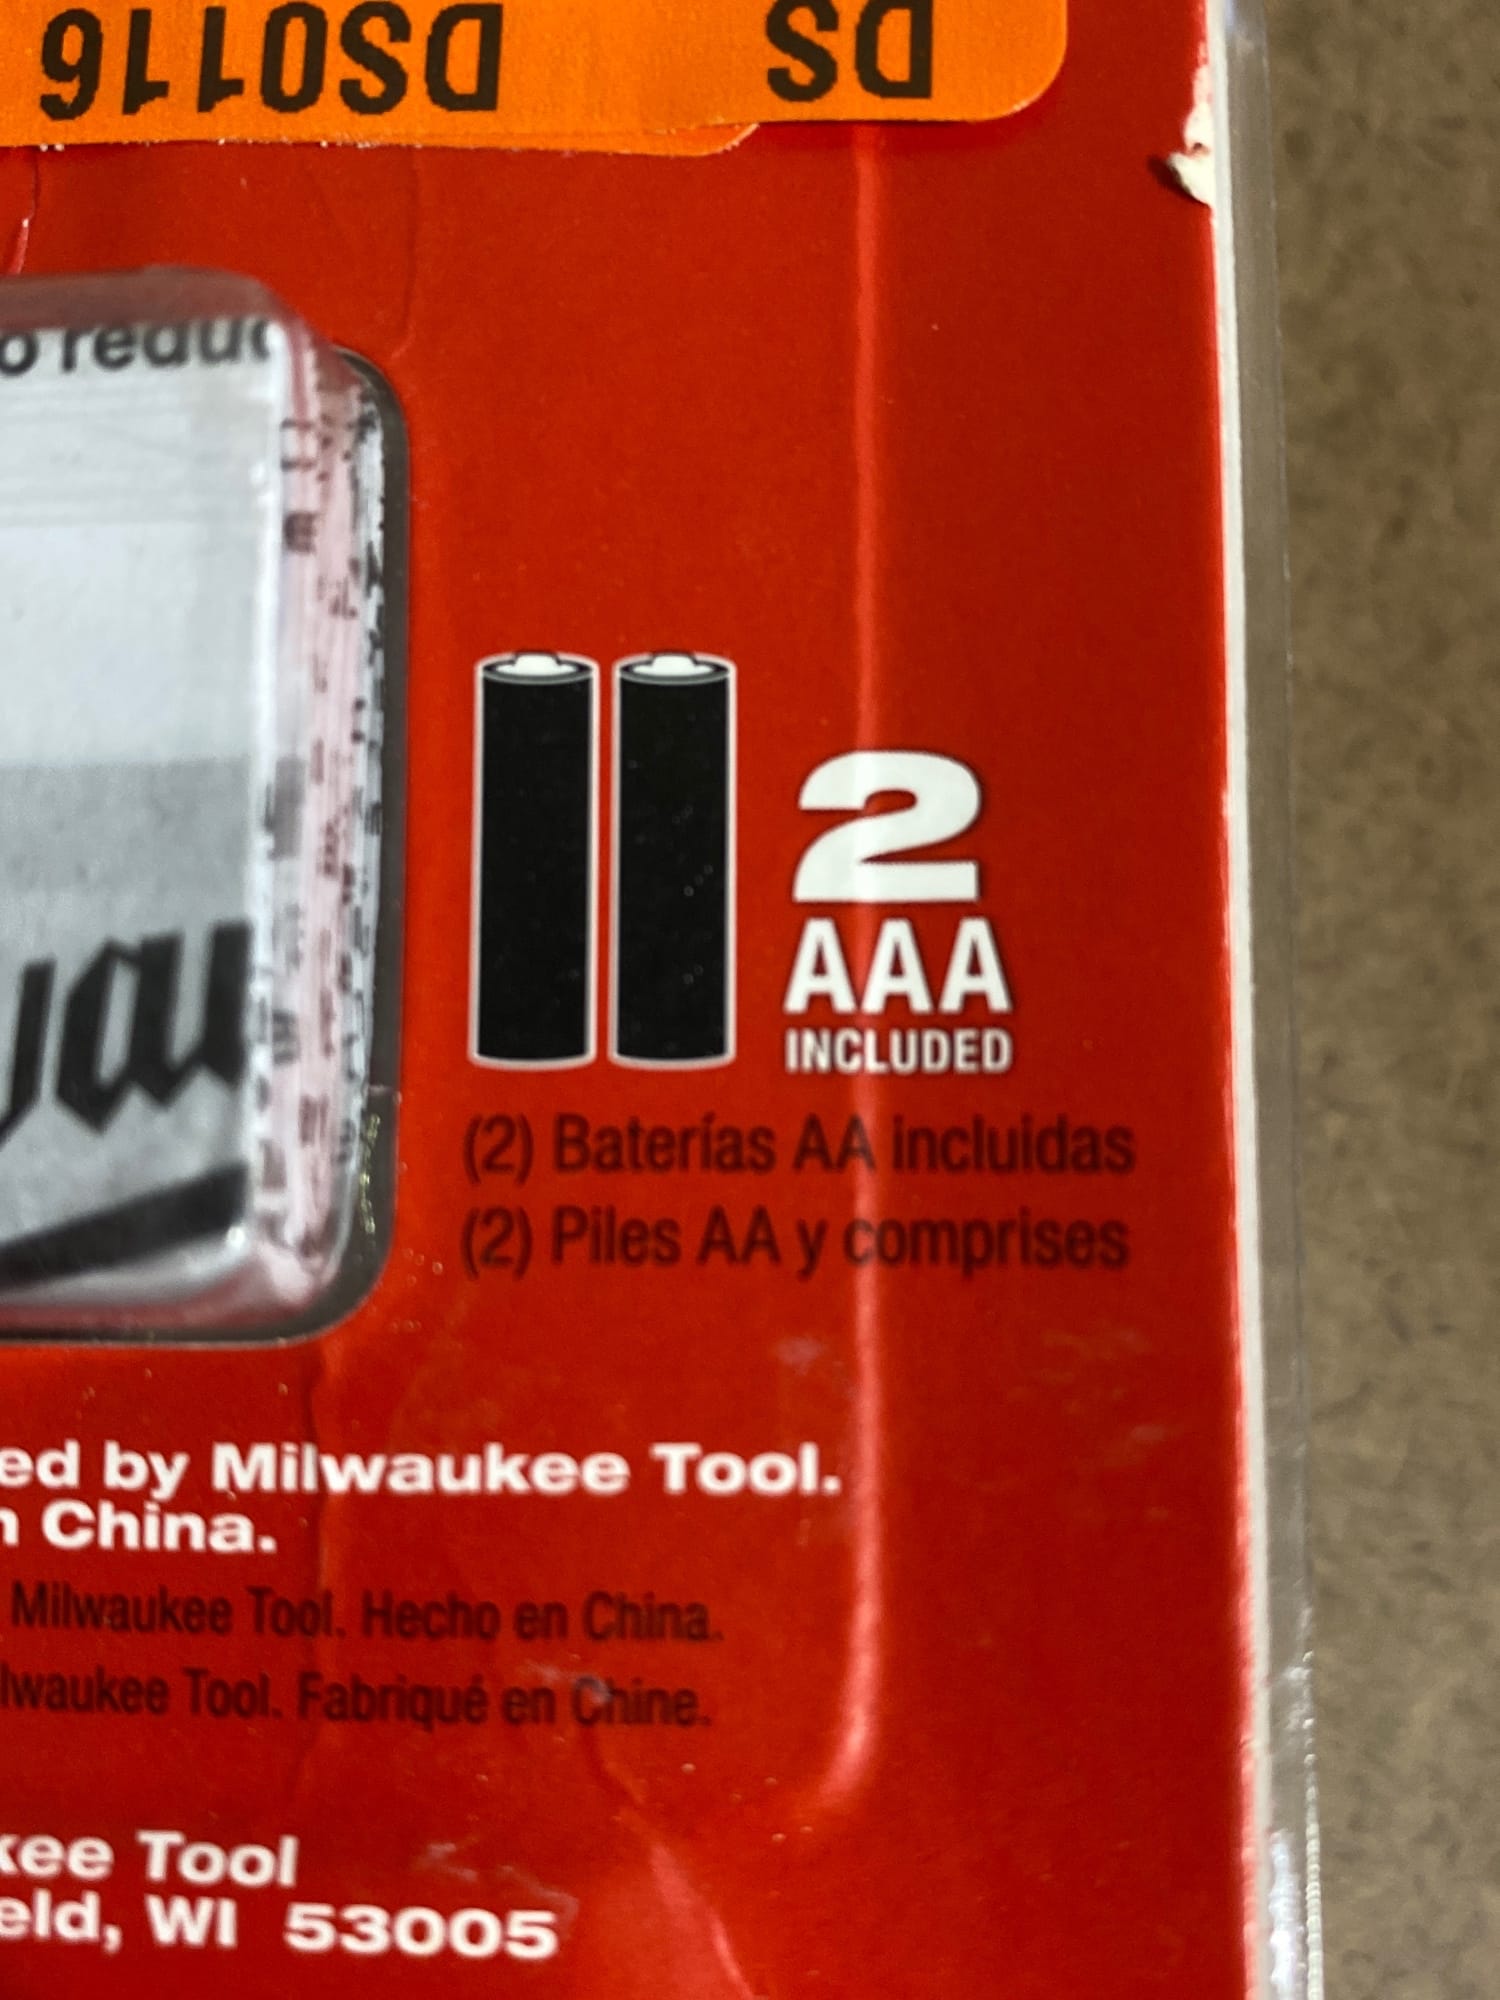 DS0116 DS
2
AAA
INCLUDED
(2) Baterías AA incluidas
(2) Piles AA y comprises
ed by Milwaukee Tool.
n China.
Milwaukee Tool. Hecho en China.
lwaukee Tool. Fabriqué en Chine.
kee Tool
eld, WI 53005